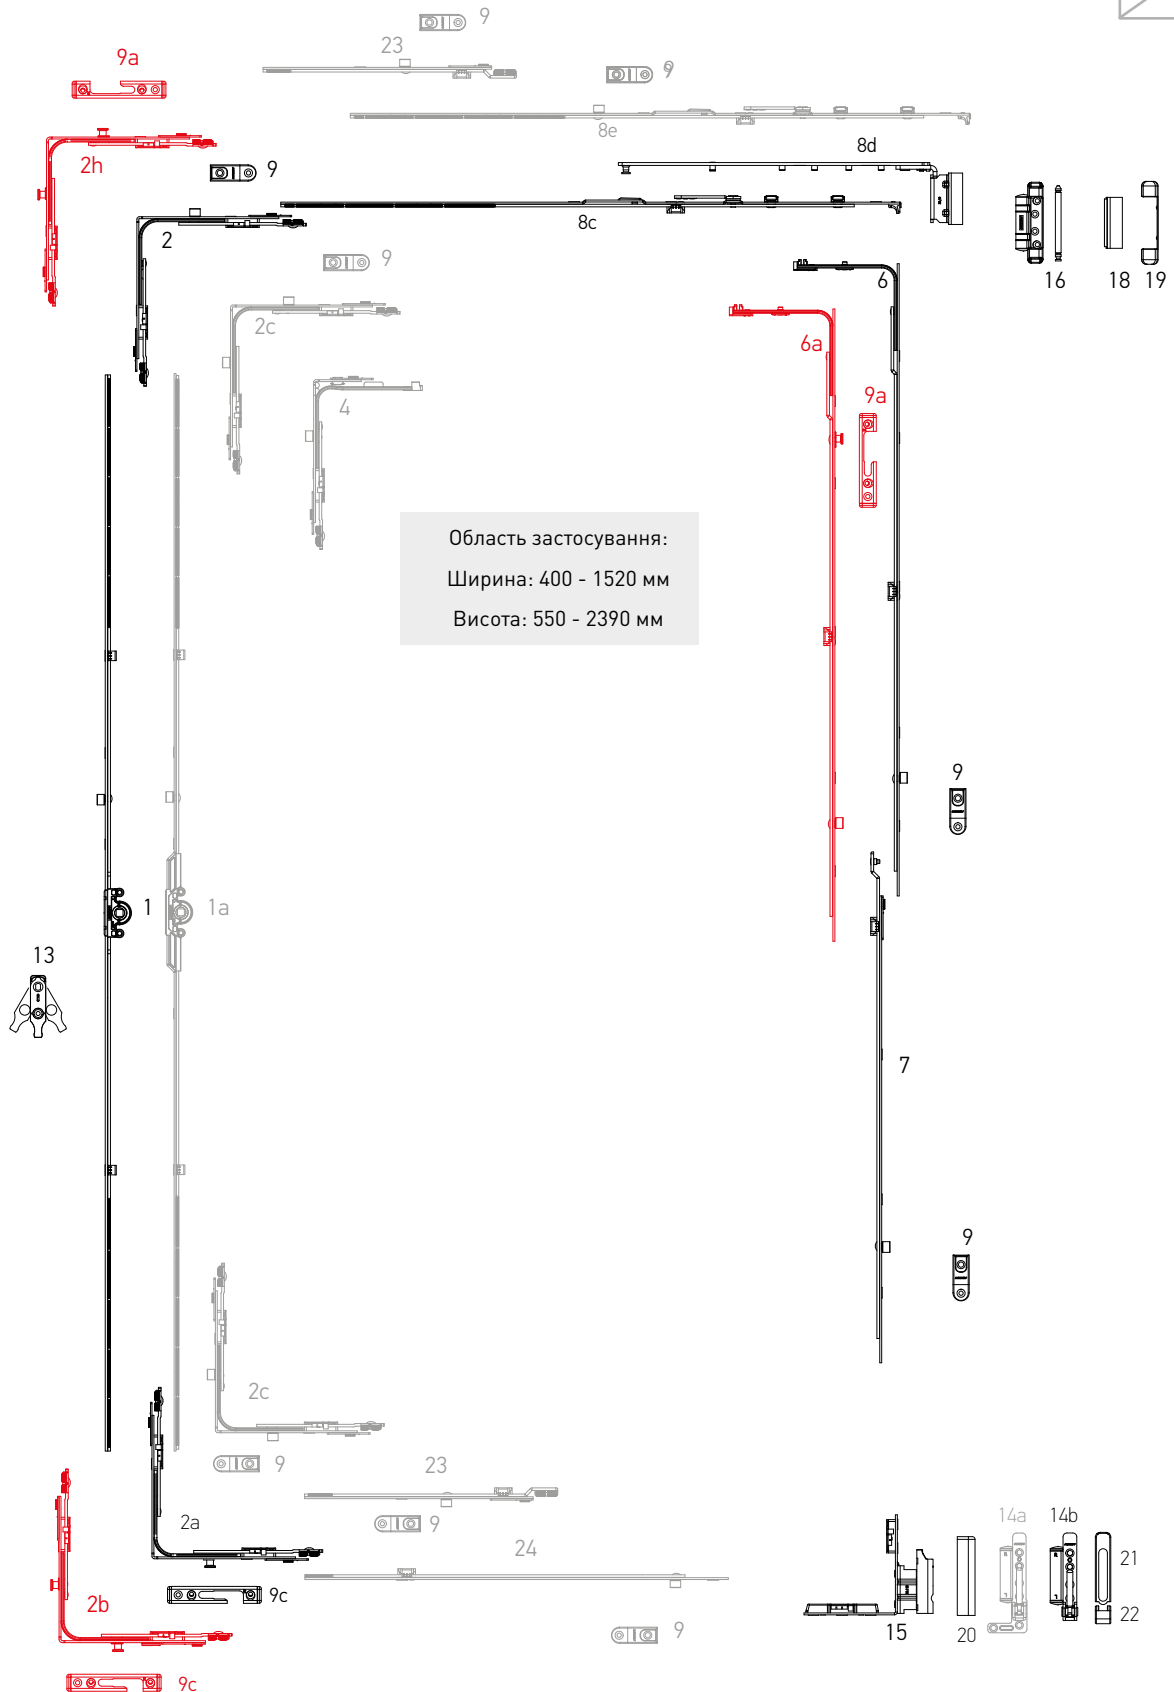 9
23
9a
9
8e
8d
2h
9
2
8c
9
6
16
18
19
2c
6a
4
9a
Область застосування:
Ширина: 400 - 1520 мм
Висота: 550 - 2390 мм
9
1
1a
13
7
9
2c
9
23
14a
14b
2a
9
24
21
9c
2b
22
9
15
20
9c